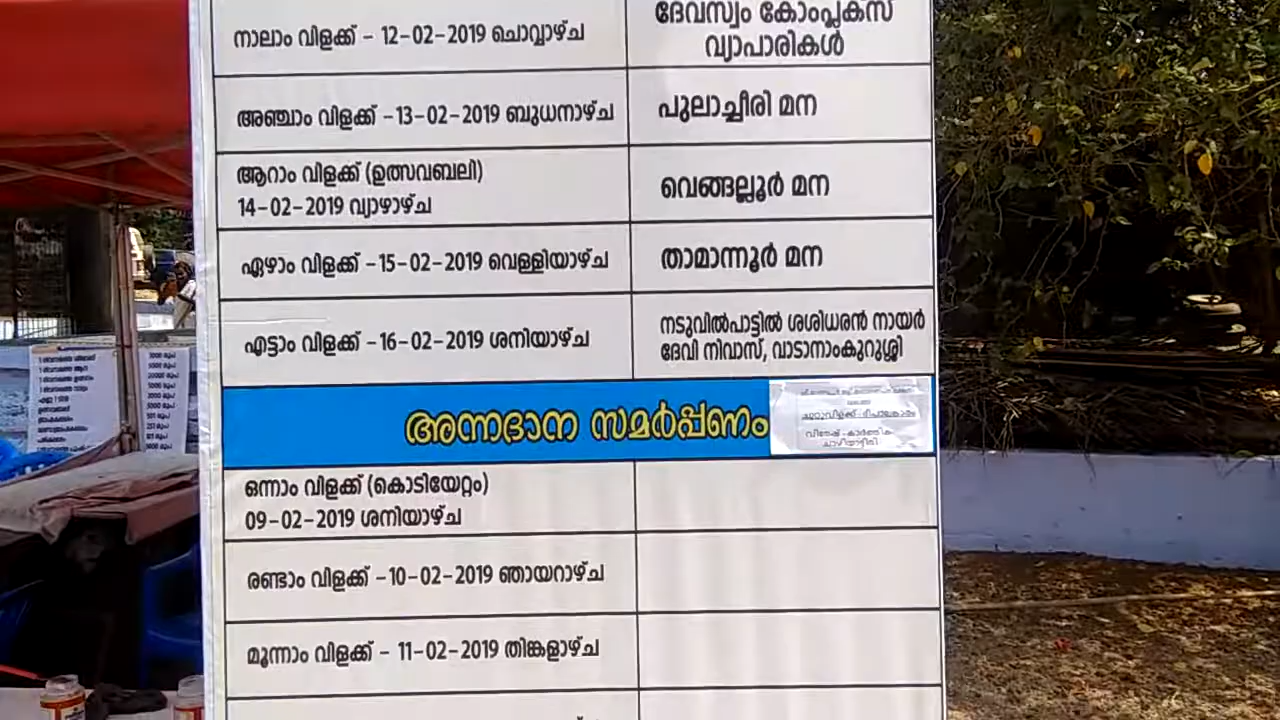 നാലാം വിളക്ക് - 12-02-2019 ചൊവ്വാഴ്ച
ദേവസ്വം കോംപ്ലക്സ്
വ്യാപാരികൾ
അഞ്ചാം വിളക്ക് -13-02-2019 ബുധനാഴ്ച
പുലാച്ചീരി മന
ആറാം വിളക്ക് (ഉത്സവബലി)
14-02-2019 വ്യാഴാഴ്ച
വെങ്ങല്ലൂർ മന
ഏഴാം വിളക്ക് -15-02-2019 വെള്ളിയാഴ്ച
താമാന്നൂർ മന
എട്ടാം വിളക്ക് -16-02-2019 ശനിയാഴ്ച
നടുവിൽപാട്ടിൽ ശശിധരൻ നായർ
ദേവി നിവാസ്, വാടാനാംകുറുശ്ശി
അന്നദാന സമർപ്പണം
ഒന്നാം വിളക്ക് (കൊടിയേറ്റം)
09-02-2019 ശനിയാഴ്ച
രണ്ടാം വിളക്ക് -10-02-2019 ഞായറാഴ്ച
മൂന്നാം വിളക്ക് - 11-02-2019 തിങ്കളാഴ്ച